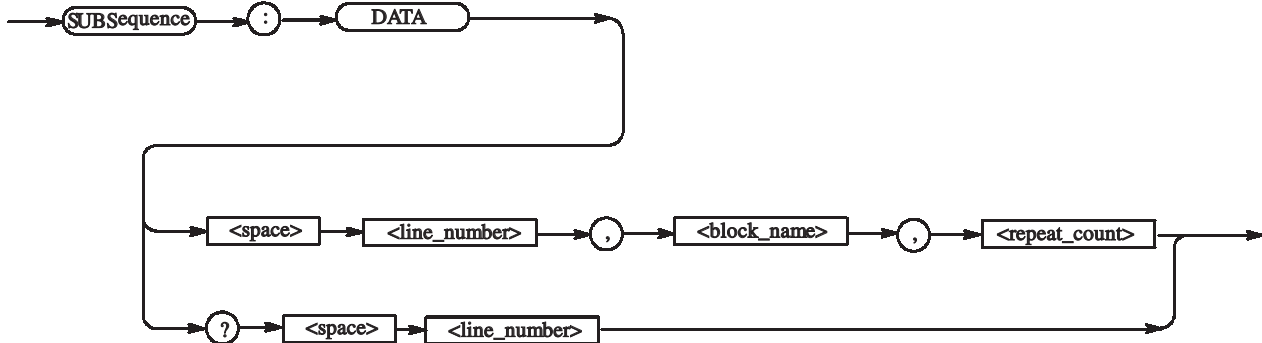 SUBSequence : DATA
<space> <line_number> , <block_name> , <repeat_count>
? <space> <line_number>